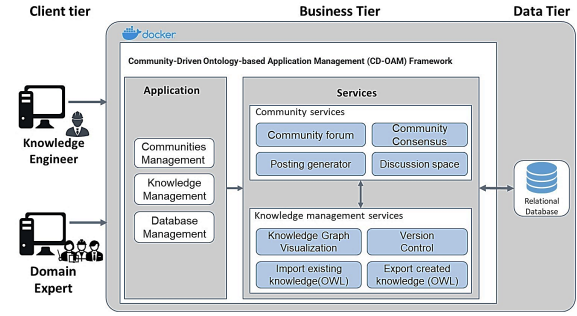 Client tier
Business Tier
Data Tier
docker
Community-Driven Ontology-based Application Management (CD-OAM) Framework
Application
Communities
Management
Knowledge
Management
Database
Management
Services
Community services
Community forum
Community
Consensus
Posting generator
Discussion space
Knowledge management services
Knowledge Graph
Visualization
Version
Control
Import existing
knowledge(OWL)
Export created
knowledge (OWL)
Knowledge
Engineer
Domain
Expert
Relational
Database